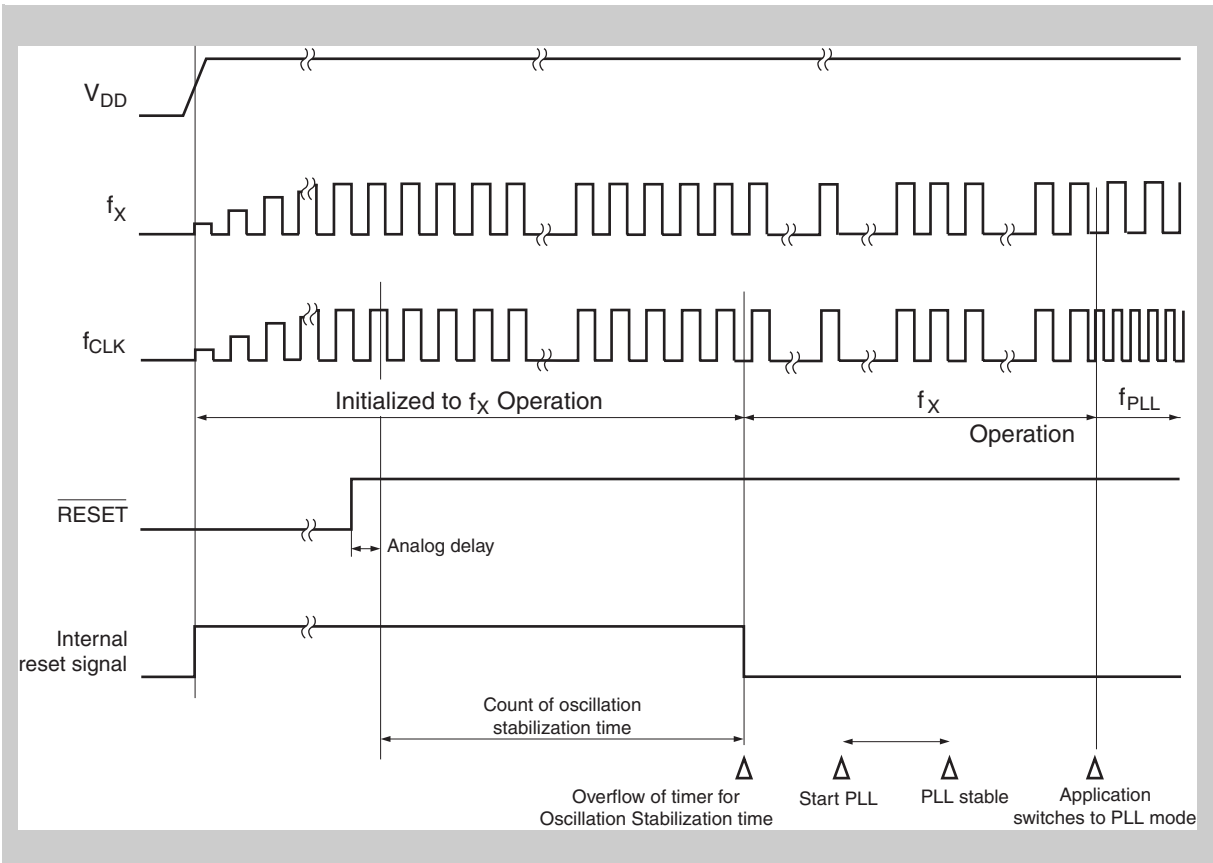 VDD
fX
fCLK
Initialized to fX Operation
fX
Operation
fPLL
RESET
Analog delay
Internal
reset signal
Count of oscillation
stabilization time
Overflow of timer for
Oscillation Stabilization time
Start PLL
PLL stable
Application
switches to PLL mode